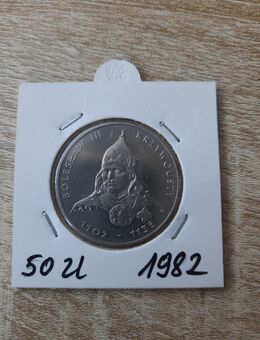 BOLESŁAW III KRZYWOUSTY
1102 - 1138
50 zł 1982